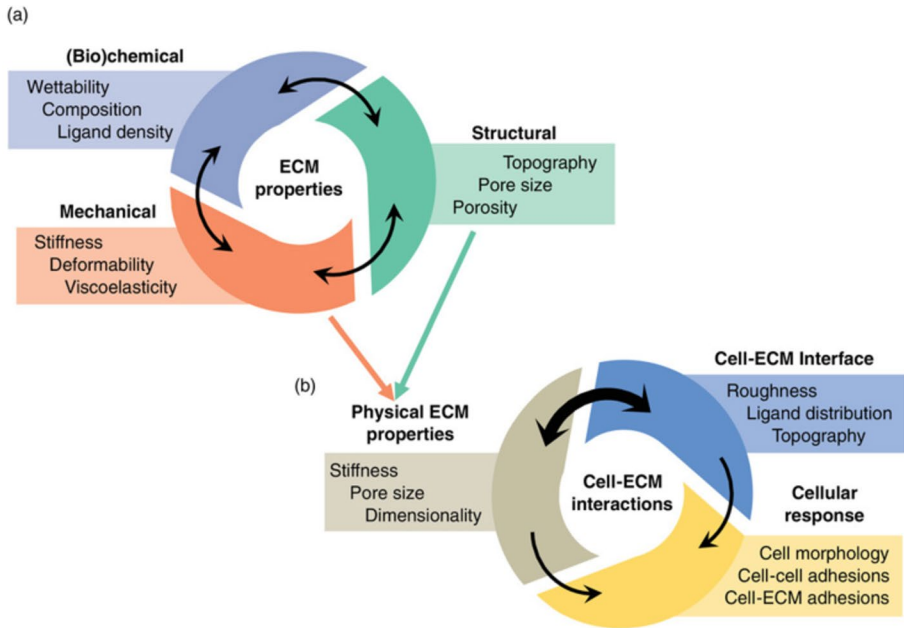 (a)
(Bio)chemical
Wettability
Composition
Ligand density
ECM
properties
Structural
Topography
Pore size
Porosity
Mechanical
Stiffness
Deformability
Viscoelasticity
(b)
Physical ECM
properties
Stiffness
Pore size
Dimensionality
Cell-ECM
interactions
Cell-ECM Interface
Roughness
Ligand distribution
Topography
Cellular
response
Cell morphology
Cell-cell adhesions
Cell-ECM adhesions